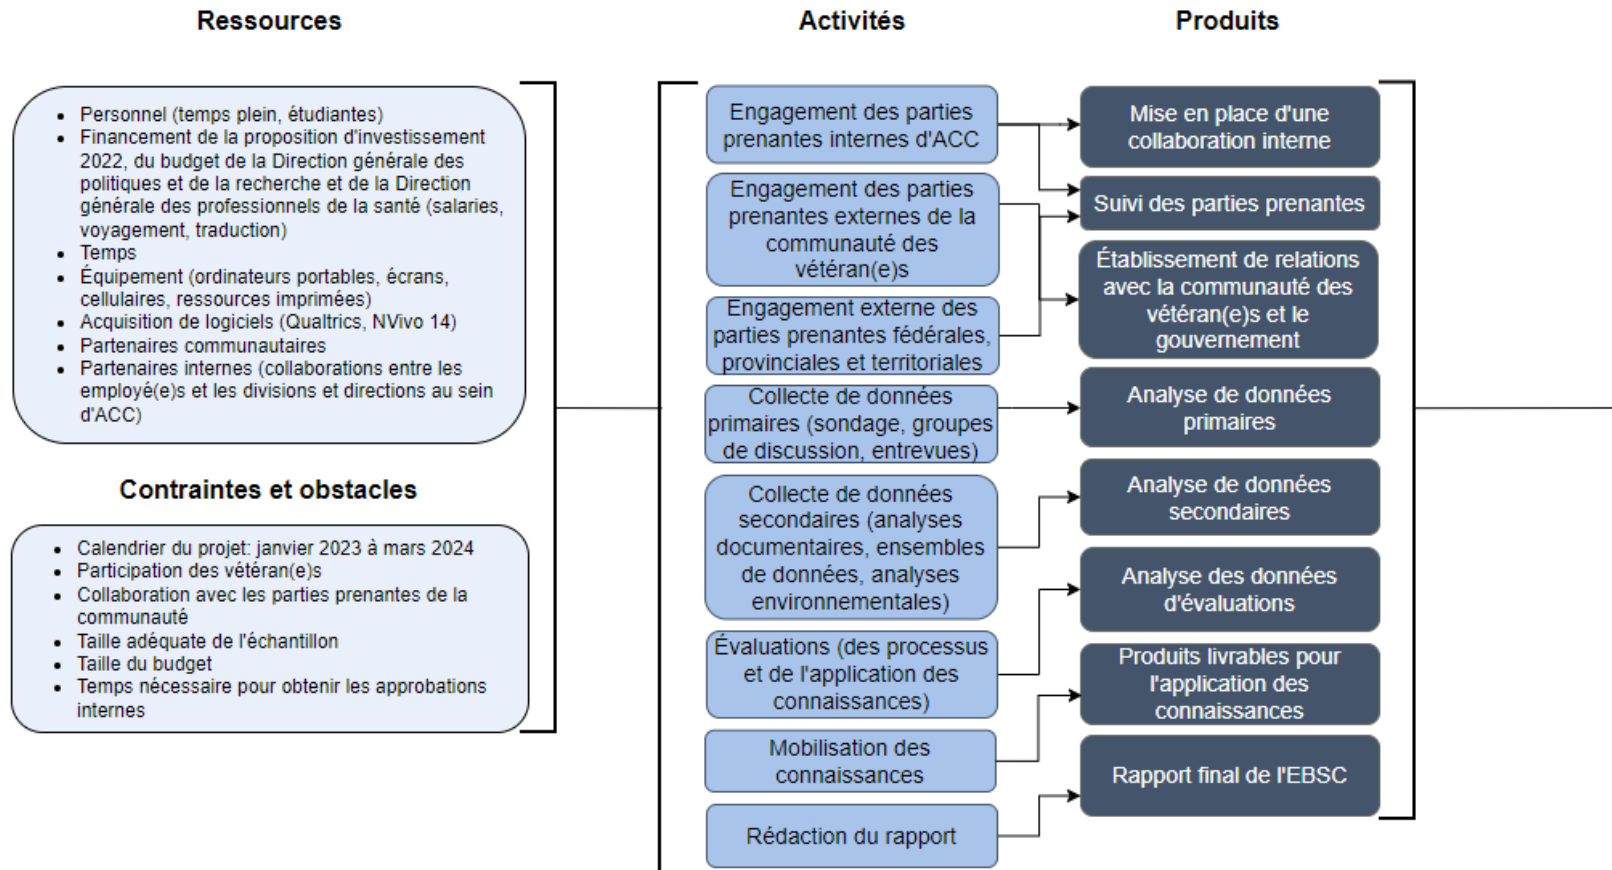 Ressources
Personnel (temps plein, étudiantes)
Financement de la proposition d'investissement
2022, du budget de la Direction générale des
politiques et de la recherche et de la Direction
générale des professionnels de la santé (salaries,
voyagement, traduction)
Temps
Équipement (ordinateurs portables, écrans,
cellulaires, ressources imprimées)
Acquisition de logiciels (Qualtrics, NVivo 14)
Partenaires communautaires
Partenaires internes (collaborations entre les
employé(e)s et les divisions et directions au sein
d'ACC)
Contraintes et obstacles
Calendrier du projet: janvier 2023 à mars 2024
Participation des vétéran(e)s
Collaboration avec les parties prenantes de la
communauté
Taille adéquate de l'échantillon
Taille du budget
Temps nécessaire pour obtenir les approbations
internes
Activités
Engagement des parties
prenantes internes d'ACC
Engagement des parties
prenantes externes de la
communauté des
vétéran(e)s
Engagement externe des
parties prenantes fédérales,
provinciales et territoriales
Collecte de données
primaires (sondage, groupes
de discussion, entrevues)
Collecte de données
secondaires (analyses
documentaires, ensembles
de données, analyses
environnementales)
Évaluations (des processus
et de l'application des
connaissances)
Mobilisation des
connaissances
Rédaction du rapport
Produits
Mise en place d'une
collaboration interne
Suivi des parties prenantes
Établissement de relations
avec la communauté des
vétéran(e)s et le
gouvernement
Analyse de données
primaires
Analyse de données
secondaires
Analyse des données
d'évaluations
Produits livrables pour
l'application des
connaissances
Rapport final de l'EBSC